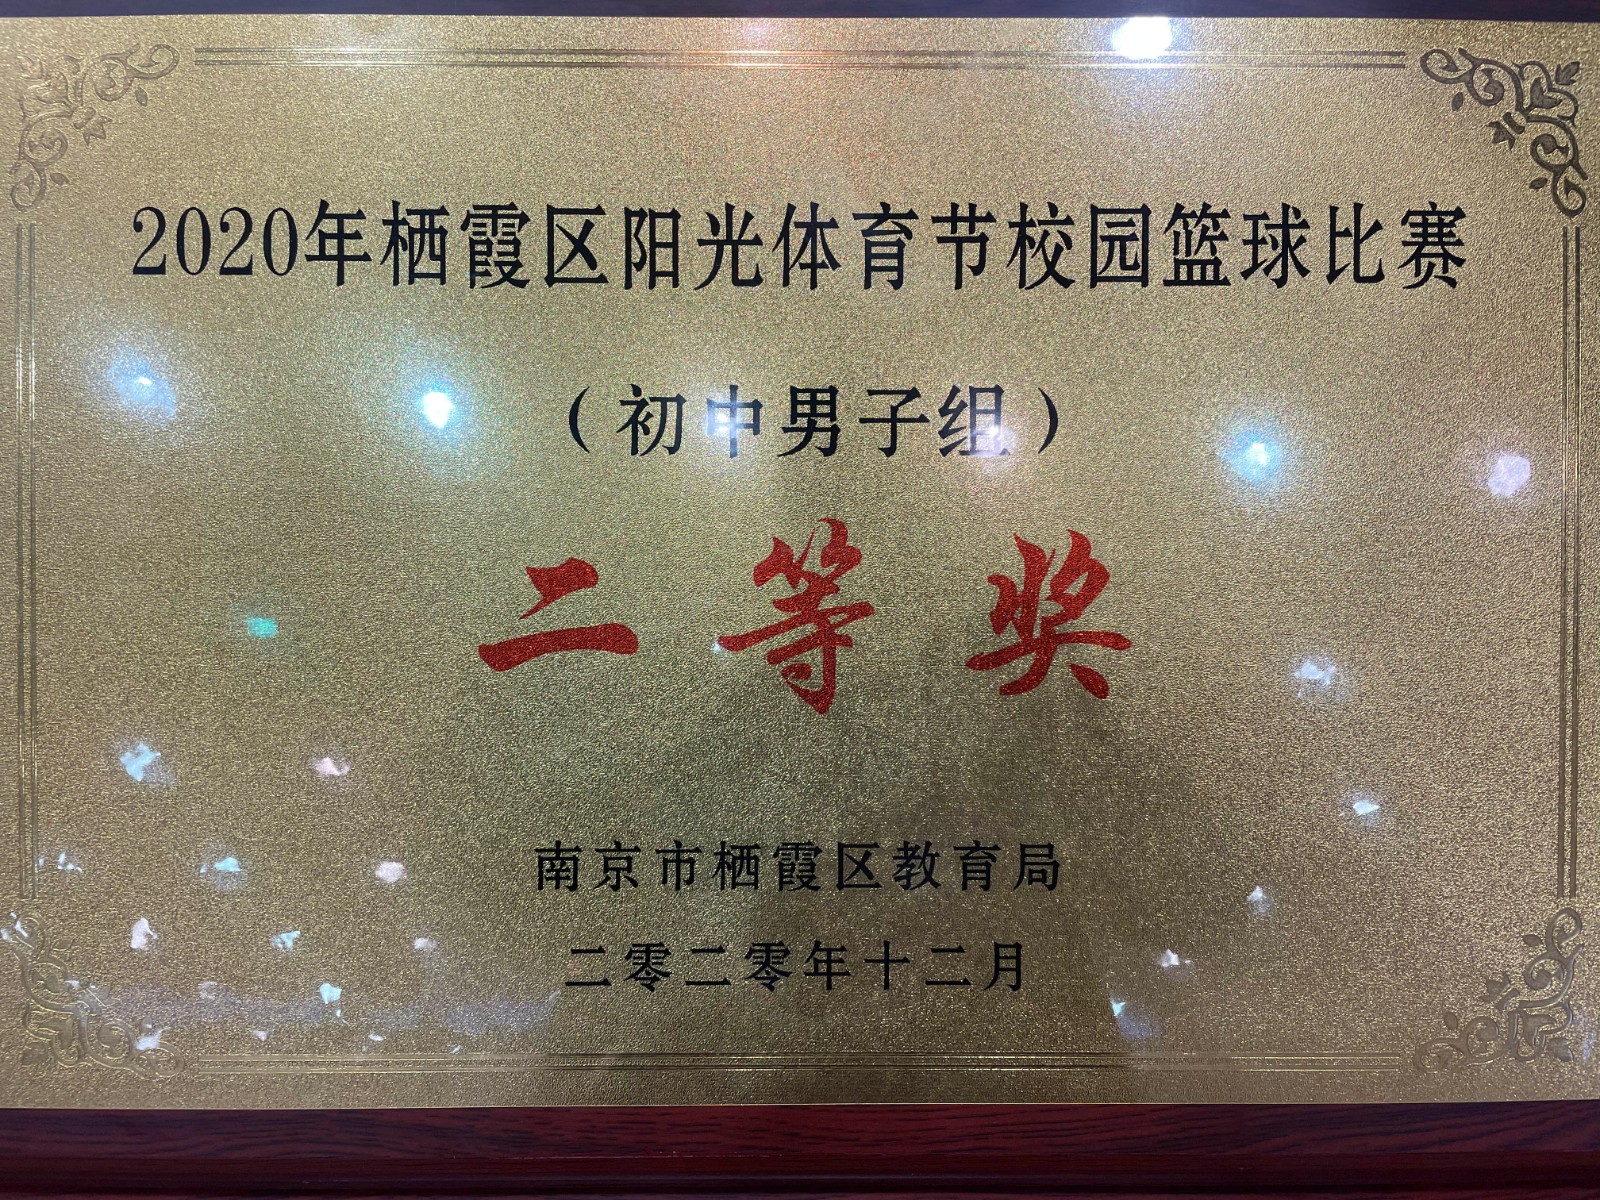 2020年栖霞区阳光体育节校园篮球比赛
（初中男子组）
二等奖
南京市栖霞区教育局
二零二零年十二月